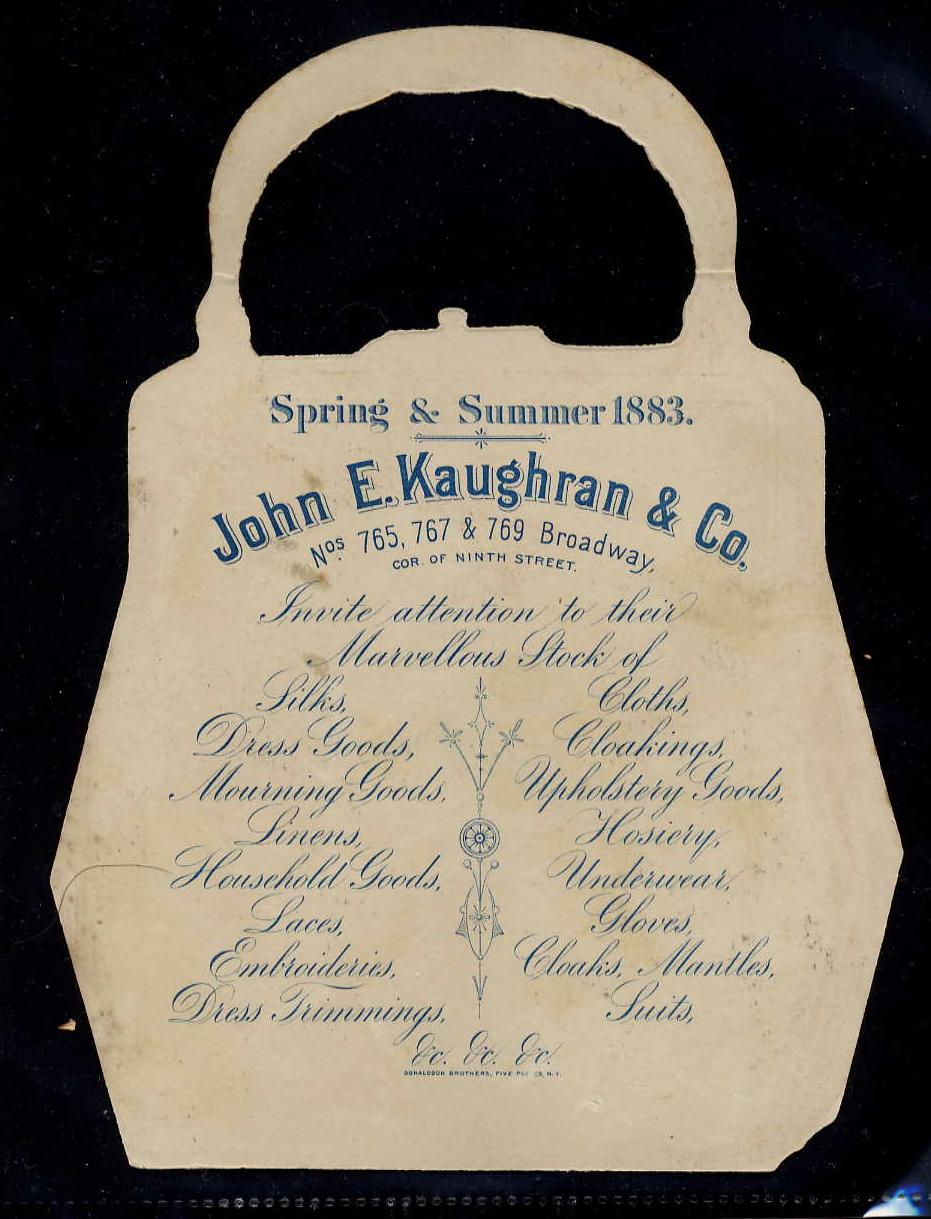 Spring & Summer 1883.
John E. Kaughran & Co.
Nos. 765, 767 & 769 Broadway,
COR. OF NINTH STREET.
Invite attention to their
Marvellous Stock of
Silks,
Dress Goods,
Mourning Goods,
Linens,
Household Goods,
Laces,
Embroideries,
Dress Trimmings,
Cloths,
Cloakings,
Upholstery Goods,
Hosiery,
Underwear,
Gloves,
Cloaks, Mantles,
Suits,
&c. &c. &c.
DONALDSON BROTHERS, FIVE N.Y.